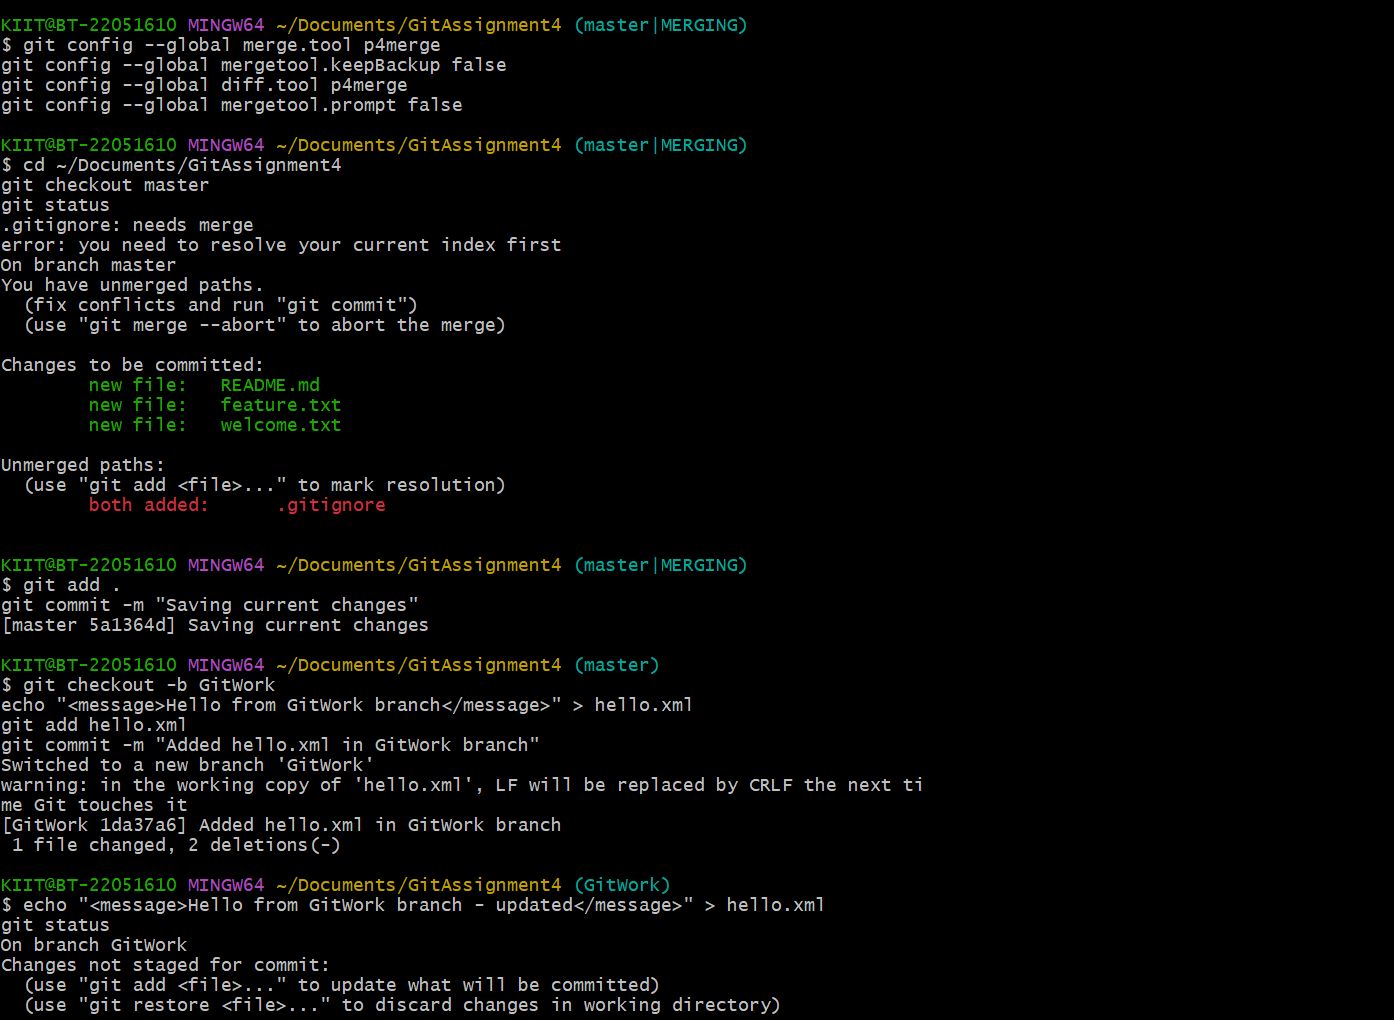 KIIT@BT-22051610 MINGW64 ~/Documents/GitAssignment4 (master|MERGING)
$ git config --global merge.tool p4merge
git config --global mergetool.keepBackup false
git config --global diff.tool p4merge
git config --global mergetool.prompt false

KIIT@BT-22051610 MINGW64 ~/Documents/GitAssignment4 (master|MERGING)
$ cd ~/Documents/GitAssignment4
git checkout master
git status
.gitignore: needs merge
error: you need to resolve your current index first
On branch master
You have unmerged paths.
  (fix conflicts and run "git commit")
  (use "git merge --abort" to abort the merge)

Changes to be committed:
        new file:   README.md
        new file:   feature.txt
        new file:   welcome.txt

Unmerged paths:
  (use "git add <file>..." to mark resolution)
        both added:      .gitignore

KIIT@BT-22051610 MINGW64 ~/Documents/GitAssignment4 (master|MERGING)
$ git add .
git commit -m "Saving current changes"
[master 5a1364d] Saving current changes

KIIT@BT-22051610 MINGW64 ~/Documents/GitAssignment4 (master)
$ git checkout -b GitWork
echo "<message>Hello from GitWork branch</message>" > hello.xml
git add hello.xml
git commit -m "Added hello.xml in GitWork branch"
Switched to a new branch 'GitWork'
warning: in the working copy of 'hello.xml', LF will be replaced by CRLF the next ti
me Git touches it
[GitWork 1da37a6] Added hello.xml in GitWork branch
 1 file changed, 2 deletions(-)

KIIT@BT-22051610 MINGW64 ~/Documents/GitAssignment4 (GitWork)
$ echo "<message>Hello from GitWork branch - updated</message>" > hello.xml
git status
On branch GitWork
Changes not staged for commit:
  (use "git add <file>..." to update what will be committed)
  (use "git restore <file>..." to discard changes in working directory)